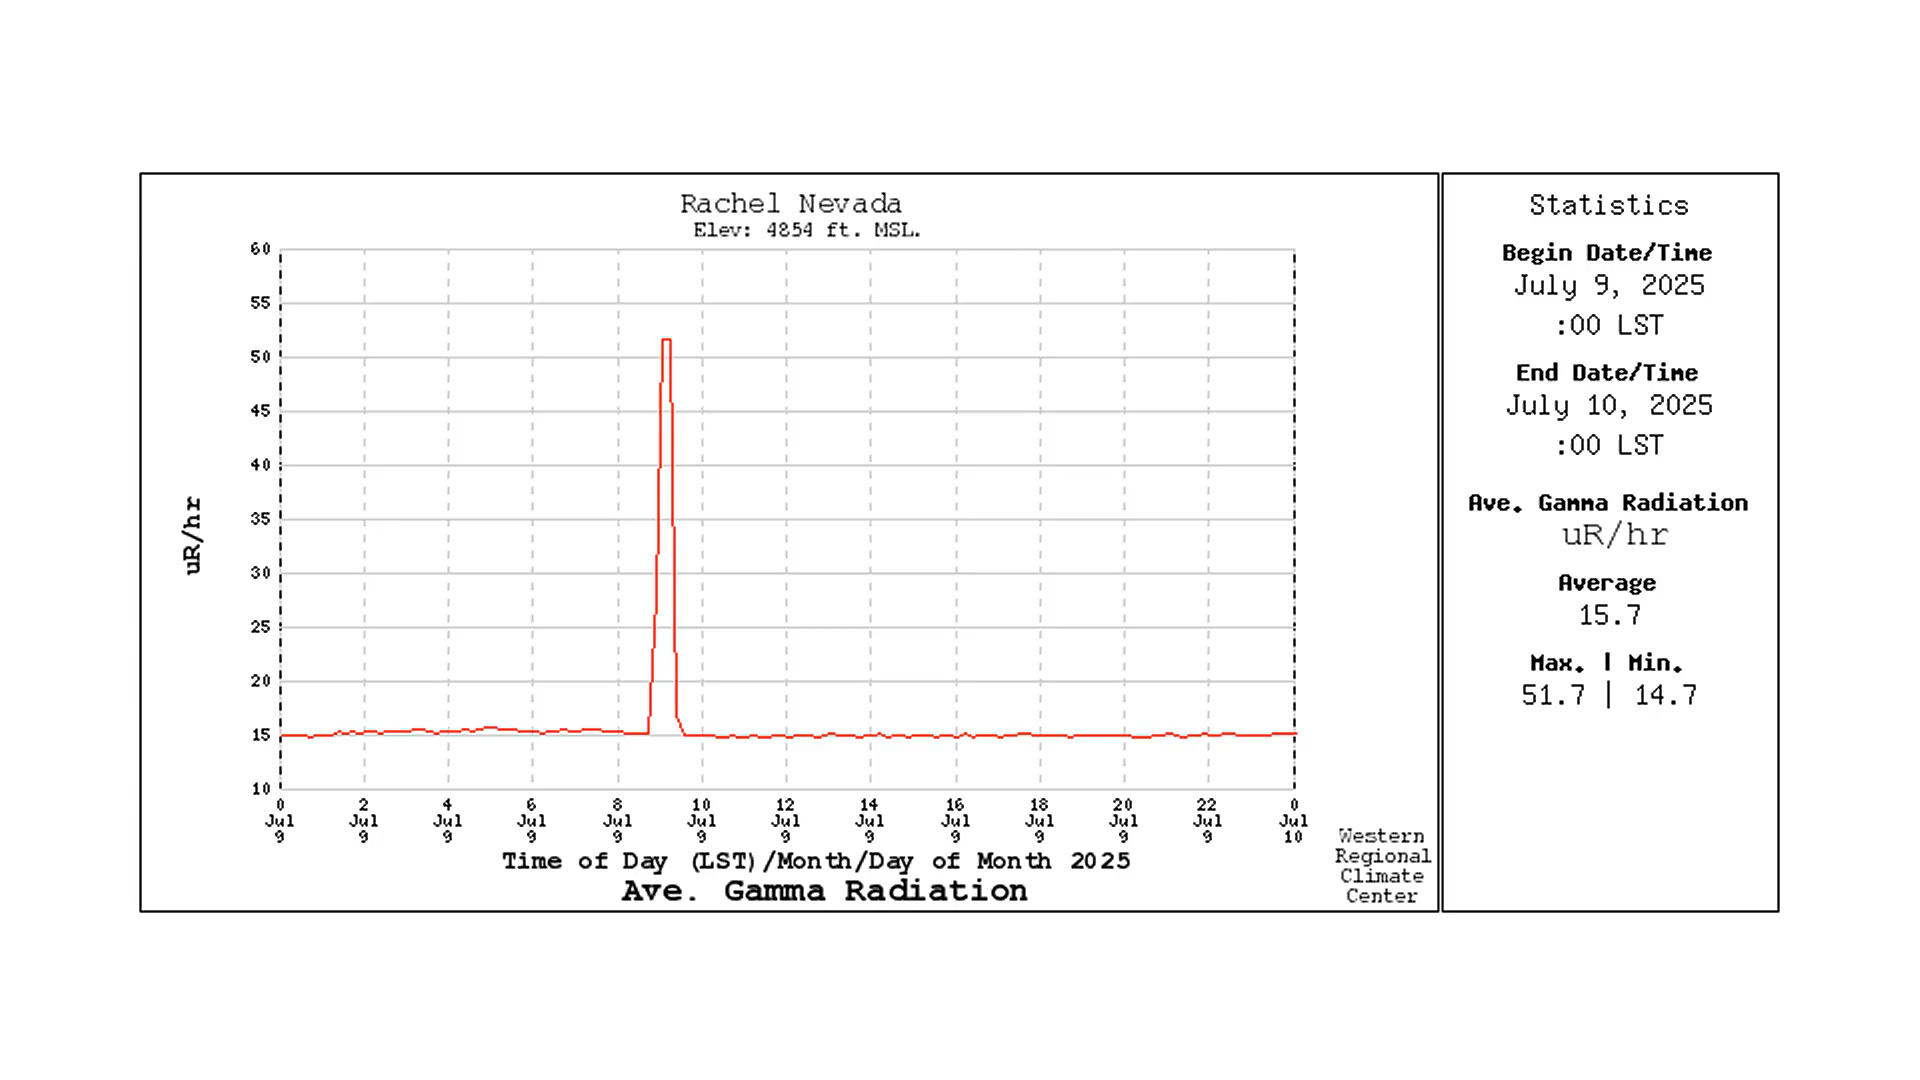 Rachel Nevada
Elev: 4854 ft. MSL.
60
55
50
45
40
35
30
25
20
15
10
uR/hr
0 2 4 6 8 10 12 14 16 18 20 22 0
Jul Jul Jul Jul Jul Jul Jul Jul Jul Jul Jul Jul Jul
9 9 9 9 9 9 9 9 9 9 9 9 10
Time of Day (LST)/Month/Day of Month 2025
Ave. Gamma Radiation
Western
Regional
Climate
Center
Statistics
Begin Date/Time
July 9, 2025
:00 LST
End Date/Time
July 10, 2025
:00 LST
Ave. Gamma Radiation
uR/hr
Average
15.7
Max. | Min.
51.7 | 14.7